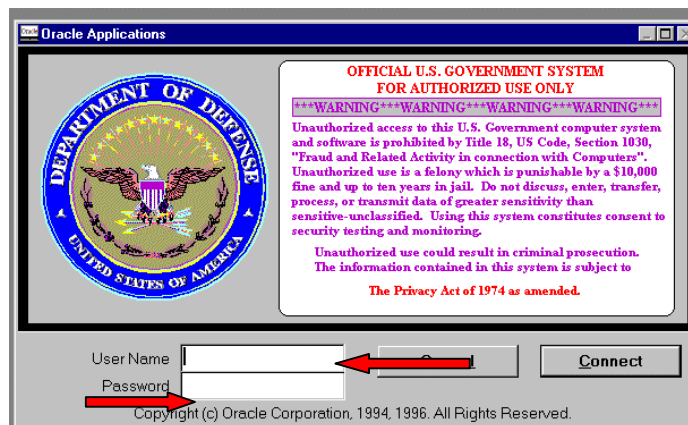 Oracle Applications
DEPARTMENT OF DEFENSE
UNITED STATES OF AMERICA
OFFICIAL U.S. GOVERNMENT SYSTEM
FOR AUTHORIZED USE ONLY
***WARNING***WARNING***WARNING***WARNING***
Unauthorized access to this U.S. Government computer system
and software is prohibited by Title 18, US Code, Section 1030,
"Fraud and Related Activity in connection with Computers".
Unauthorized use is a felony which is punishable by a $10,000
fine and up to ten years in jail. Do not discuss, enter, transfer,
process, or transmit data of greater sensitivity than
sensitive-unclassified. Using this system constitutes consent to
security testing and monitoring.
Unauthorized use could result in criminal prosecution.
The information contained in this system is subject to
The Privacy Act of 1974 as amended.
User Name
Connect
Password
Copyright (c) Oracle Corporation, 1994, 1996. All Rights Reserved.